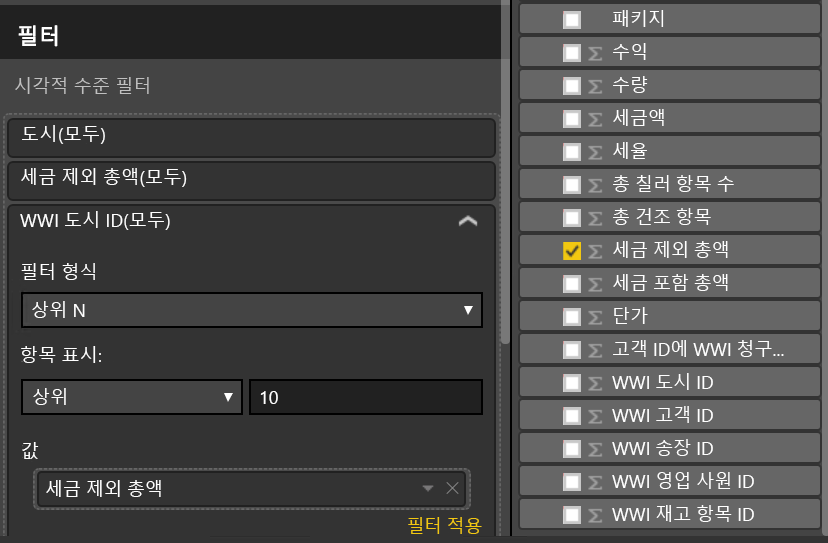 필터
시각적 수준 필터
도시(모두)
세금 제외 총액(모두)
WWI 도시 ID(모두)
필터 형식
상위 N
항목 표시:
상위
10
값
세금 제외 총액
필터 적용
패키지
수익
수량
세금액
세율
총 칠러 항목 수
총 건조 항목
세금 제외 총액
세금 포함 총액
단가
고객 ID에 WWI 청구...
WWI 도시 ID
WWI 고객 ID
WWI 송장 ID
WWI 영업 사원 ID
WWI 재고 항목 ID